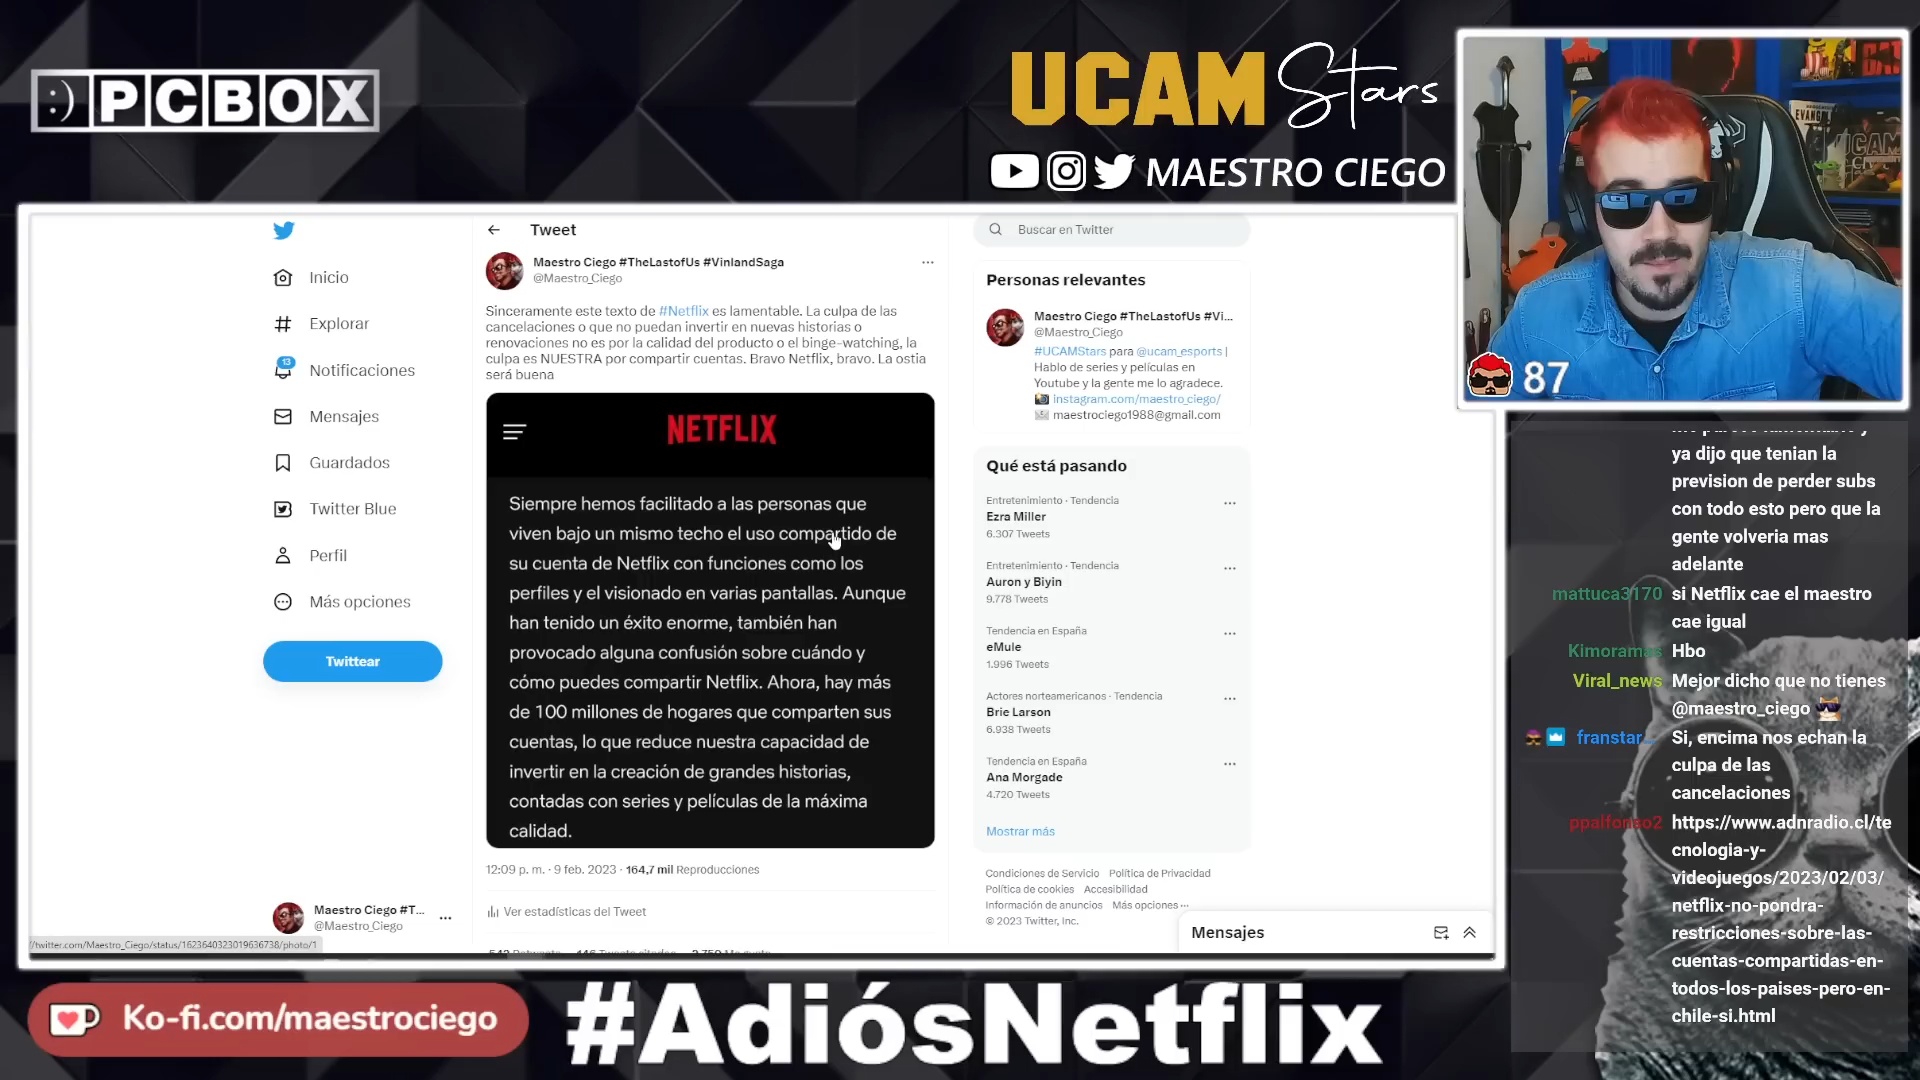 :) PCBOX
UCAM Stars
MAESTRO CIEGO
Tweet
Maestro Ciego #TheLastofUs #VinlandSaga
@Maestro_Ciego
Sinceramente este texto de #Netflix es lamentable. La culpa de las
cancelaciones o que no puedan invertir en nuevas historias o
renovaciones no es por la calidad del producto o el binge-watching, la
culpa es NUESTRA por compartir cuentas. Bravo Netflix, bravo. La ostia
será buena
NETFLIX
Siempre hemos facilitado a las personas que
viven bajo un mismo techo el uso compartido de
su cuenta de Netflix con funciones como los
perfiles y el visionado en varias pantallas. Aunque
han tenido un éxito enorme, también han
provocado alguna confusión sobre cuándo y
cómo puedes compartir Netflix. Ahora, hay más
de 100 millones de hogares que comparten sus
cuentas, lo que reduce nuestra capacidad de
invertir en la creación de grandes historias,
contadas con series y películas de la máxima
calidad.
12:09 p. m. · 9 feb. 2023 · 164,7 mil Reproducciones
Ver estadísticas del Tweet
Inicio
Explorar
13
Notificaciones
Mensajes
Guardados
Twitter Blue
Perfil
Más opciones
Twittear
Maestro Ciego #T...
@Maestro_Ciego
//twitter.com/Maestro_Ciego/status/1623640323019636738/photo/1
Buscar en Twitter
Personas relevantes
Maestro Ciego #TheLastofUs #Vi...
@Maestro_Ciego
#UCAMStars para @ucam_esports |
Hablo de series y películas en
Youtube y la gente me lo agradece.
instagram.com/maestro_ciego/
maestrociego1988@gmail.com
Qué está pasando
Entretenimiento · Tendencia
Ezra Miller
6.307 Tweets
Entretenimiento · Tendencia
Auron y Biyin
9.778 Tweets
Tendencia en España
eMule
1.996 Tweets
Actores norteamericanos · Tendencia
Brie Larson
6.938 Tweets
Tendencia en España
Ana Morgade
4.720 Tweets
Mostrar más
Condiciones de Servicio Política de Privacidad
Política de cookies Accesibilidad
Información de anuncios Más opciones ···
© 2023 Twitter, Inc.
Mensajes
87
ya dijo que tenian la
prevision de perder subs
con todo esto pero que la
gente volveria mas
adelante
mattuca3170 si Netflix cae el maestro
cae igual
Kimoramas Hbo
Viral_news Mejor dicho que no tienes
@maestro_ciego
franstar_ Si, encima nos echan la
culpa de las
cancelaciones
ppalfonso2 https://www.adnradio.cl/te
cnologia-y-
videojuegos/2023/02/03/
netflix-no-pondra-
restricciones-sobre-las-
cuentas-compartidas-en-
todos-los-paises-pero-en-
chile-si.html
Ko-fi.com/maestrociego
#AdiósNetflix